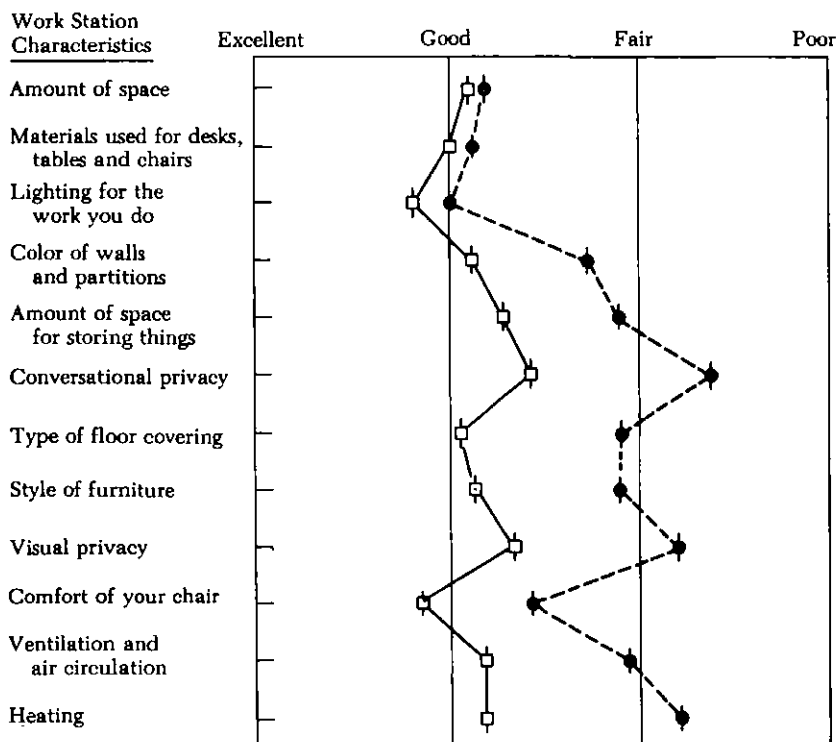 Work Station
Characteristics
Excellent Good Fair Poor
Amount of space
Materials used for desks,
tables and chairs
Lighting for the
work you do
Color of walls
and partitions
Amount of space
for storing things
Conversational privacy
Type of floor covering
Style of furniture
Visual privacy
Comfort of your chair
Ventilation and
air circulation
Heating